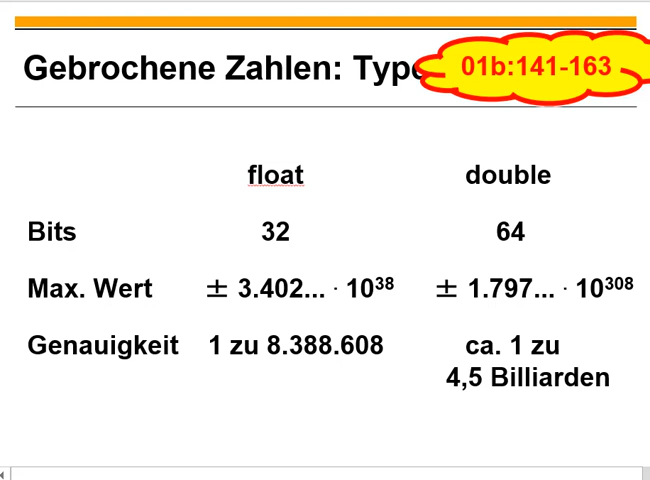 Gebrochene Zahlen: Type
01b:141-163
float double
Bits 32 64
Max. Wert ± 3.402... · 10³⁸ ± 1.797... · 10³⁰⁸
Genauigkeit 1 zu 8.388.608 ca. 1 zu
4,5 Billiarden